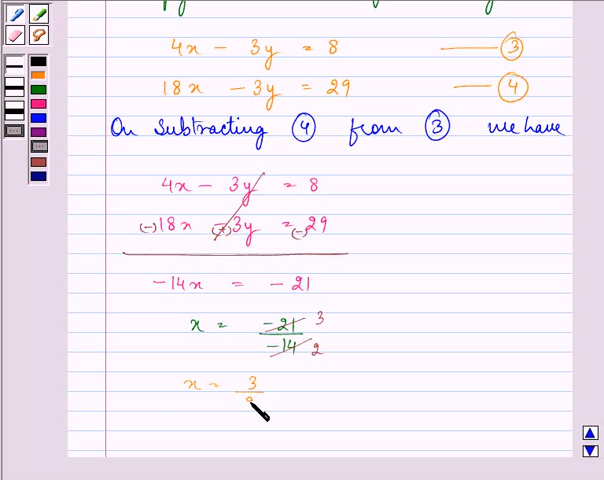 4x - 3y = 8 —— ③
18x - 3y = 29 —— ④
On Subtracting ④ from ③ we have
4x - 3y = 8
(-) 18x - (+) 3y = (-) 29
-14x = - 21
x = -21/-14 3/2
x = 3/